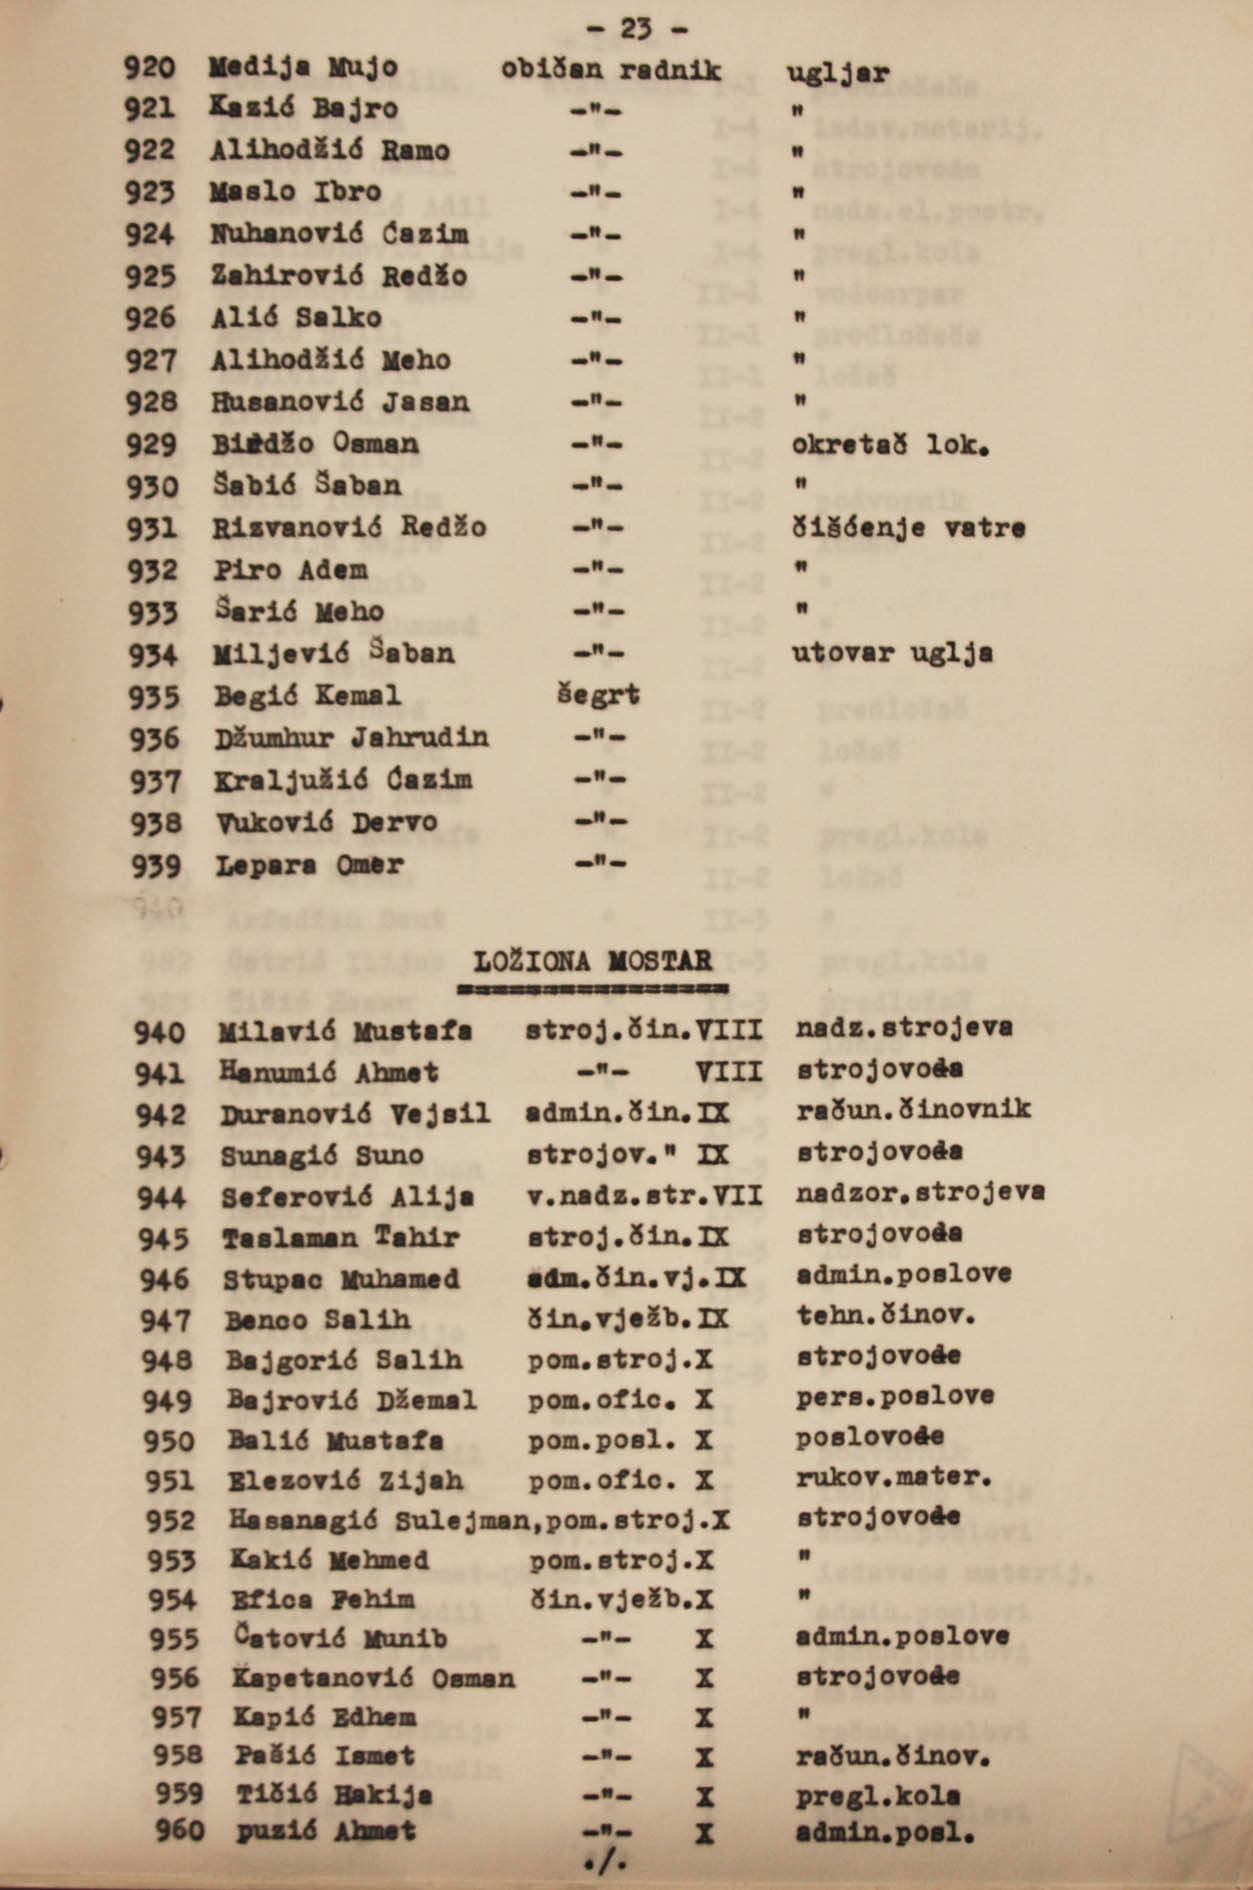 - 23 -
920 Medija Mujo običan radnik ugljar
921 Kazić Bajro -"- "
922 Alihodžić Ramo -"- "
923 Maslo Ibro -"- "
924 Nuhanović Ćazim -"- "
925 Zahirović Redžo -"- "
926 Alić Salko -"- "
927 Alihodžić Meho -"- "
928 Husanović Jasan -"- "
929 Birdžo Osman -"- okretač lok.
930 Šabić Šaban -"- "
931 Rizvanović Redžo -"- čišćenje vatre
932 Piro Adem -"- "
933 Šarić Meho -"- "
934 Miljević Šaban -"- utovar uglja
935 Begić Kemal šegrt
936 Džumhur Jahrudin -"-
937 Kraljužić Ćazim -"-
938 Vuković Dervo -"-
939 Lepara Omer -"-
940
LOŽIONA MOSTAR
940 Milavić Mustafa stroj.čin.VIII nadz.strojeva
941 Hanumić Ahmet -"- VIII strojovođa
942 Duranović Vejsil admin.čin.IX račun.činovnik
943 Sunagić Suno strojov." IX strojovođa
944 Seferović Alija v.nadz.str.VII nadzor.strojeva
945 Taslaman Tahir stroj.čin.IX strojovođa
946 Stupac Muhamed adm.čin.vj.IX admin.poslove
947 Benco Salih čin.vježb.IX tehn.činov.
948 Bajgorić Salih pom.stroj.X strojovođe
949 Bajrović Džemal pom.ofic. X pers.poslove
950 Balić Mustafa pom.posl. X poslovođe
951 Elezović Zijah pom.ofic. X rukov.mater.
952 Hasanagić Sulejman,pom.stroj.X strojovođe
953 Kakić Mehmed pom.stroj.X "
954 Efica Fehim čin.vježb.X "
955 Čatović Munib -"- X admin.poslove
956 Kapetanović Osman -"- X strojovođe
957 Kapić Edhem -"- X "
958 Pašić Ismet -"- X račun.činov.
959 Tičić Hakija -"- X pregl.kola
960 puzić Ahmet -"- X admin.posl.
./.